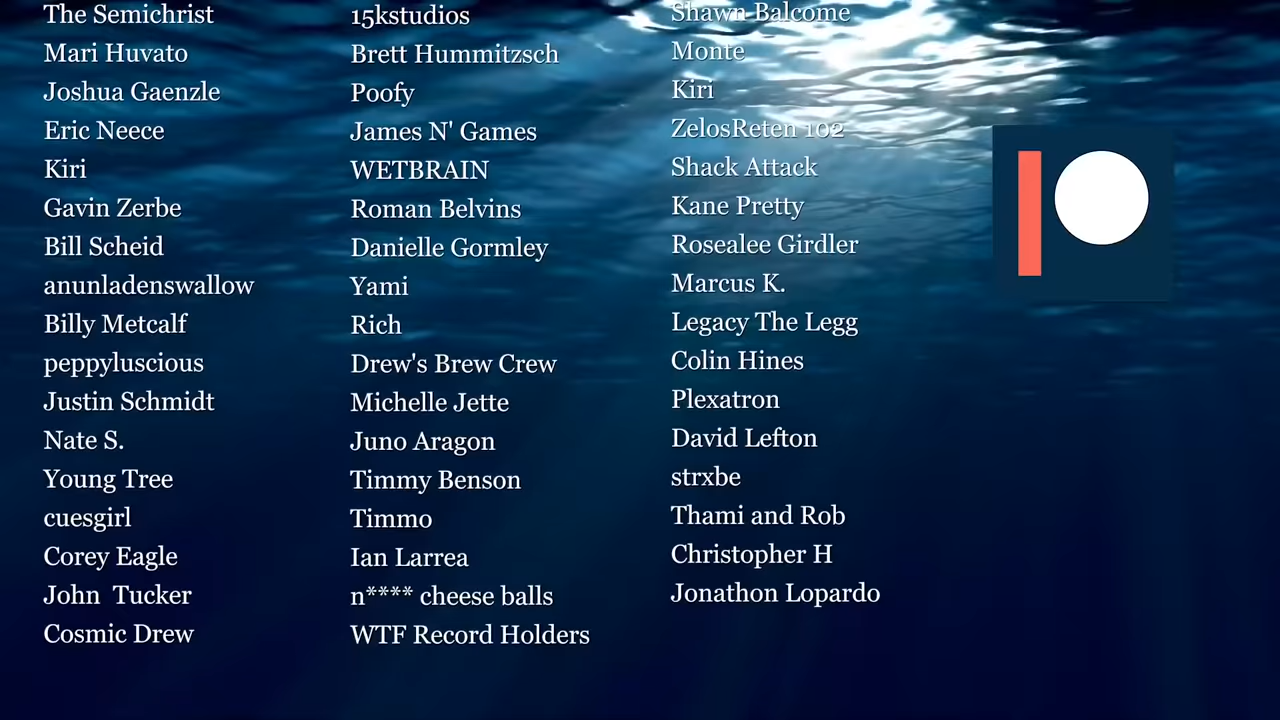 The Semichrist
Mari Huvato
Joshua Gaenzle
Eric Neece
Kiri
Gavin Zerbe
Bill Scheid
anunladenswallow
Billy Metcalf
peppyluscious
Justin Schmidt
Nate S.
Young Tree
cuesgirl
Corey Eagle
John  Tucker
Cosmic Drew
15kstudios
Brett Hummitzsch
Poofy
James N' Games
WETBRAIN
Roman Belvins
Danielle Gormley
Yami
Rich
Drew's Brew Crew
Michelle Jette
Juno Aragon
Timmy Benson
Timmo
Ian Larrea
n**** cheese balls
WTF Record Holders
Shawn Balcome
Monte
Kiri
ZelosReten 102
Shack Attack
Kane Pretty
Rosealee Girdler
Marcus K.
Legacy The Legg
Colin Hines
Plexatron
David Lefton
strxbe
Thami and Rob
Christopher H
Jonathon Lopardo